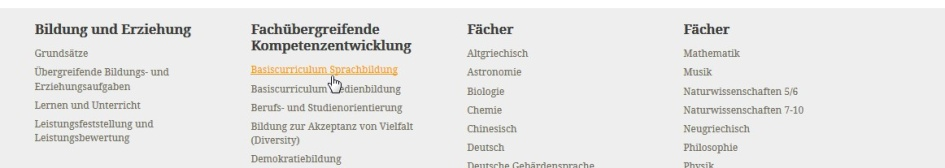 Bildung und Erziehung
Grundsätze
Übergreifende Bildungs- und
Erziehungsaufgaben
Lernen und Unterricht
Leistungsfeststellung und
Leistungsbewertung
Fachübergreifende
Kompetenzentwicklung
Basiscurriculum Sprachbildung
Basiscurriculum Medienbildung
Berufs- und Studienorientierung
Bildung zur Akzeptanz von Vielfalt
(Diversity)
Demokratiebildung
Fächer
Altgriechisch
Astronomie
Biologie
Chemie
Chinesisch
Deutsch
Deutsche Gebärdensprache
Fächer
Mathematik
Musik
Naturwissenschaften 5/6
Naturwissenschaften 7-10
Neugriechisch
Philosophie
Physik